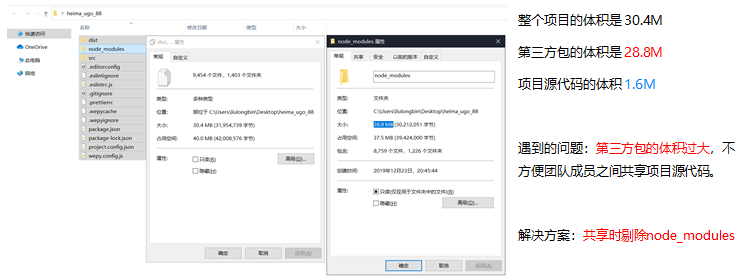 heima_ugo_88
名称
修改日期
类型
大小
快速访问
OneDrive
此电脑
网络
dist
node_modules
src
.editorconfig
.eslintignore
.eslintrc.js
.gitignore
.prettierrc
.wepycache
.wepyignore
package.json
package-lock.json
project.config.json
wepy.config.js
dist, ... 属性
常规
自定义
9,454 个文件，1,403 个文件夹
类型:
多种类型
位置:
都位于 C:\Users\liulongbin\Desktop\heima_ugo_88
大小:
30.4 MB (31,954,739 字节)
占用空间:
40.0 MB (42,008,576 字节)
属性:
只读(R)
隐藏(H)
高级(D)...
确定
取消
应用(A)
node_modules 属性
常规
共享
安全
以前的版本
自定义
node_modules
类型:
文件夹
位置:
C:\Users\liulongbin\Desktop\heima_ugo_88
大小:
28.8 MB (30,212,051 字节)
占用空间:
37.5 MB (39,424,000 字节)
包含:
8,759 个文件，1,226 个文件夹
创建时间:
2019年12月23日，20:45:44
属性:
只读(仅应用于文件夹中的文件)(R)
隐藏(H)
高级(D)...
确定
取消
应用(A)
整个项目的体积是 30.4M
第三方包的体积是 28.8M
项目源代码的体积 1.6M
遇到的问题：第三方包的体积过大，不
方便团队成员之间共享项目源代码。
解决方案：共享时剔除node_modules